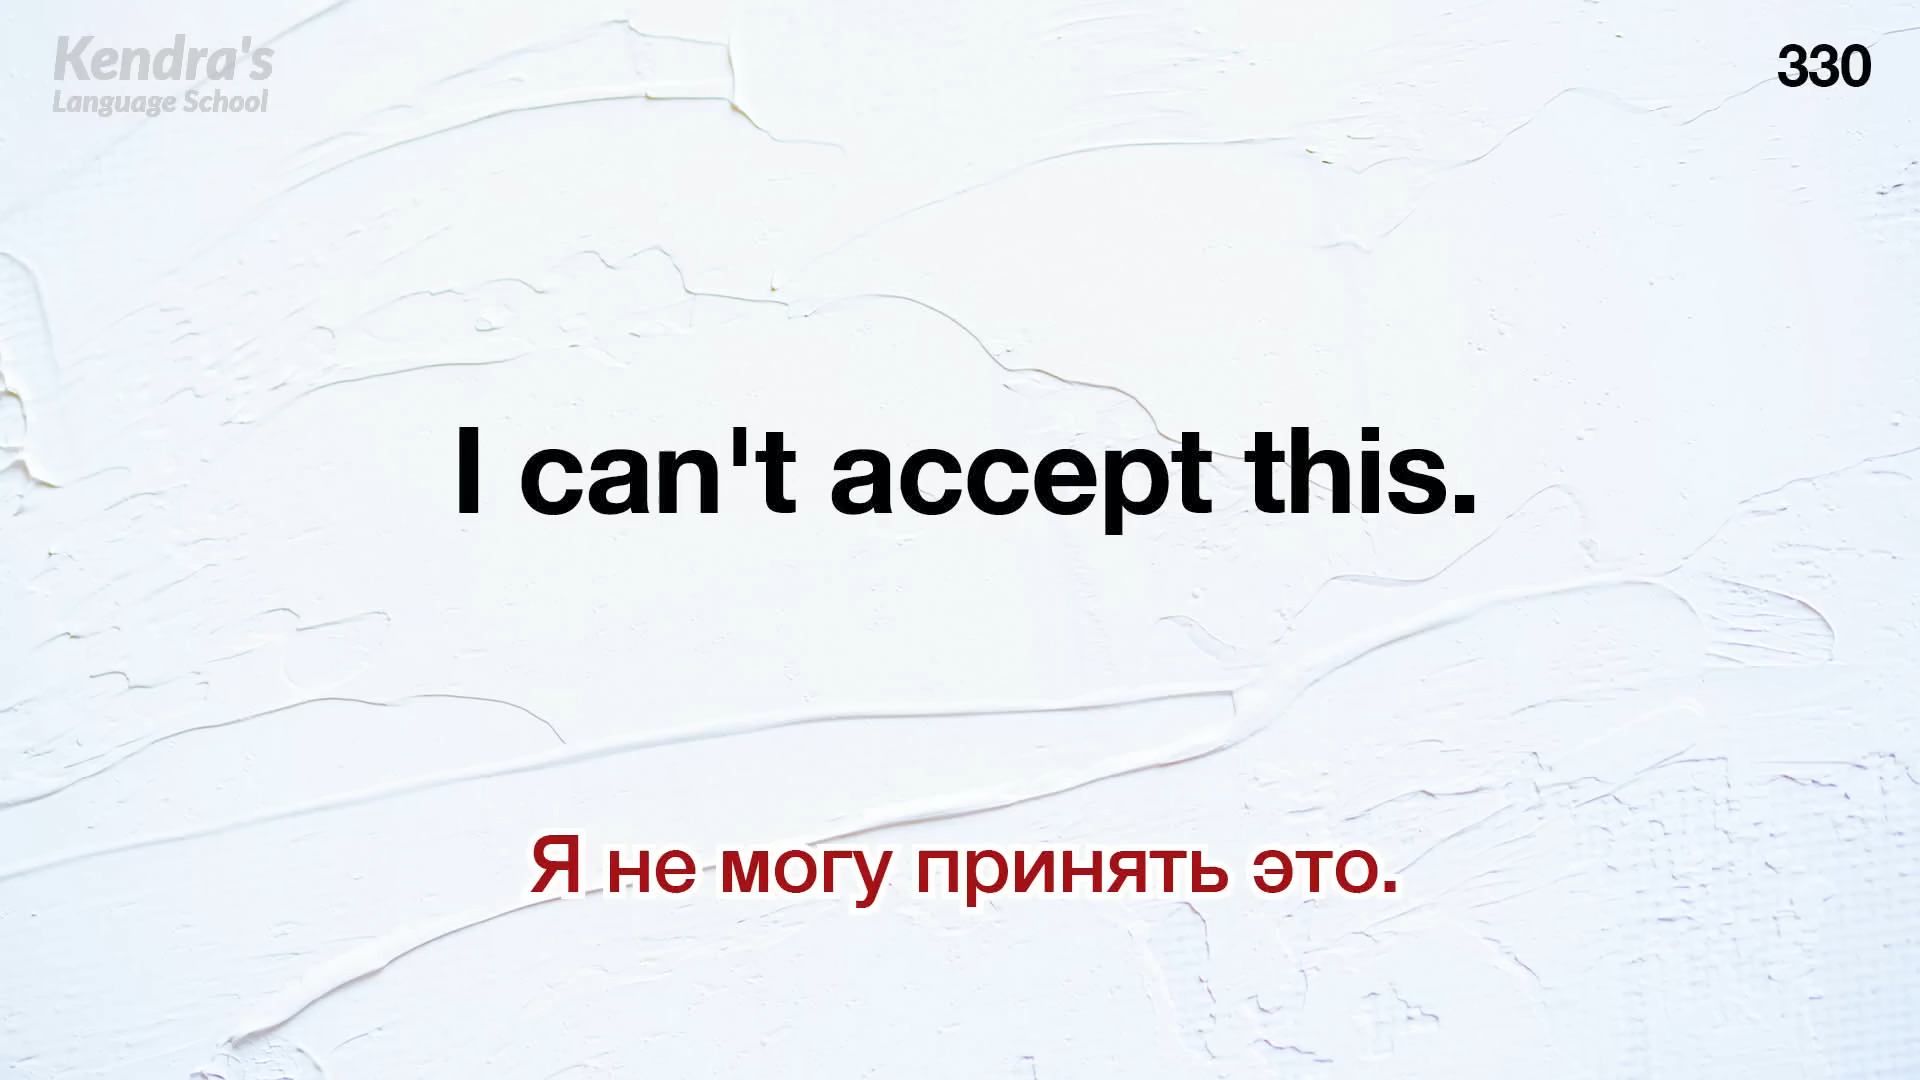 Kendra's
Language School
330
I can't accept this.
Я не могу принять это.